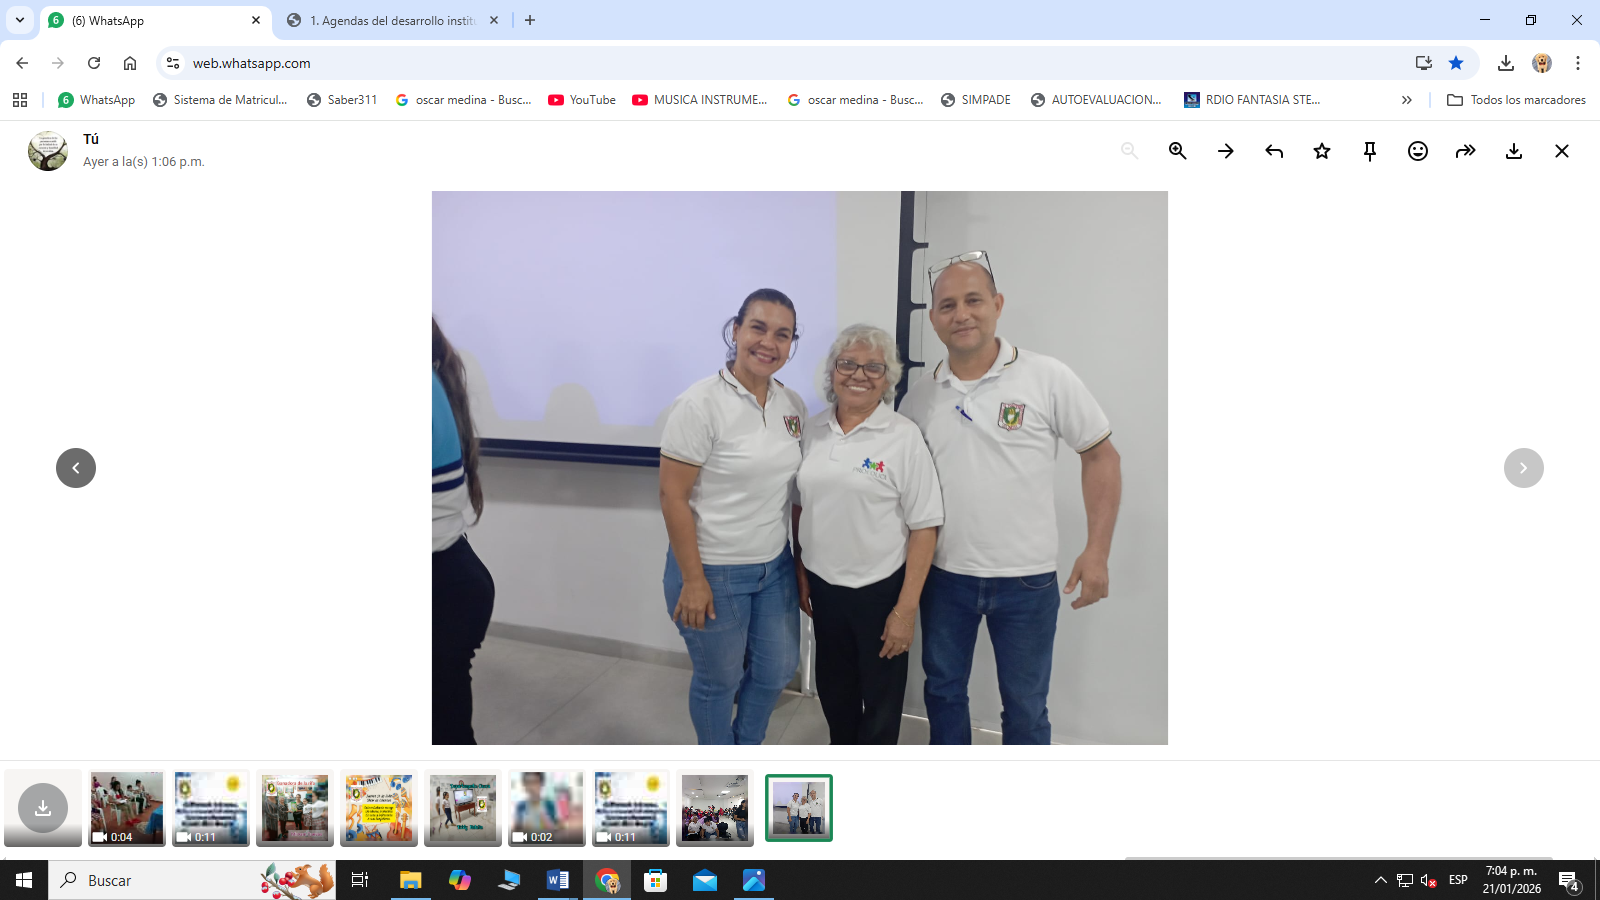 (6) WhatsApp
1. Agendas del desarrollo institu
web.whatsapp.com
WhatsApp
Sistema de Matricul...
Saber311
oscar medina - Busc...
YouTube
MUSICA INSTRUME...
oscar medina - Busc...
SIMPADE
AUTOEVALUACION...
RDIO FANTASIA STE...
Todos los marcadores
Tú
Ayer a la(s) 1:06 p.m.
0:04
0:11
0:02
0:11
Buscar
ESP
7:04 p. m.
21/01/2026
4